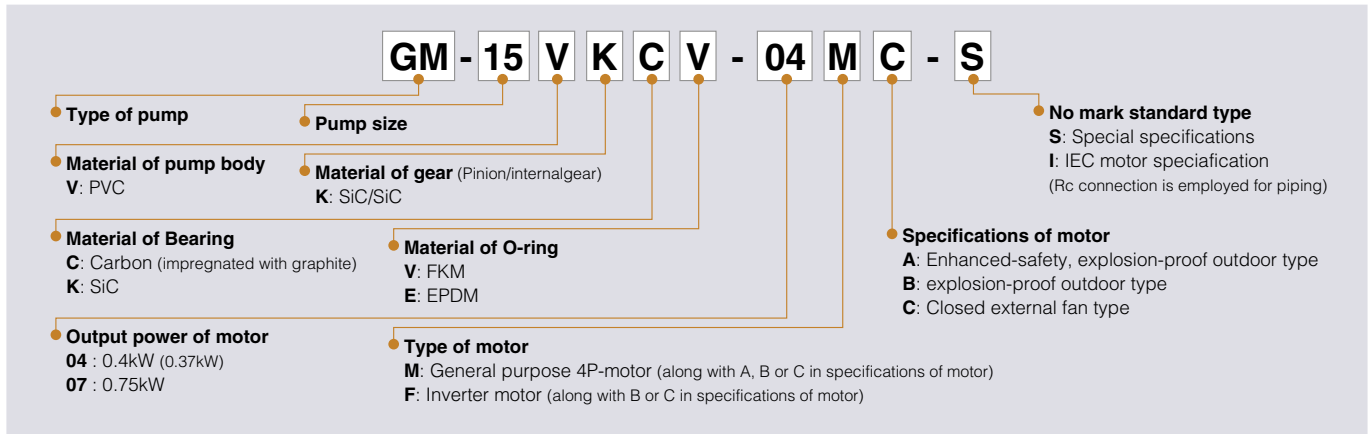 GM - 15 V K C V - 04 M C - S
Type of pump
Pump size
No mark standard type
S: Special specifications
I: IEC motor speciafication
(Rc connection is employed for piping)
Material of pump body
V: PVC
Material of gear (Pinion/internalgear)
K: SiC/SiC
Material of Bearing
C: Carbon (impregnated with graphite)
K: SiC
Material of O-ring
V: FKM
E: EPDM
Specifications of motor
A: Enhanced-safety, explosion-proof outdoor type
B: explosion-proof outdoor type
C: Closed external fan type
Output power of motor
04 : 0.4kW (0.37kW)
07 : 0.75kW
Type of motor
M: General purpose 4P-motor (along with A, B or C in specifications of motor)
F: Inverter motor (along with B or C in specifications of motor)